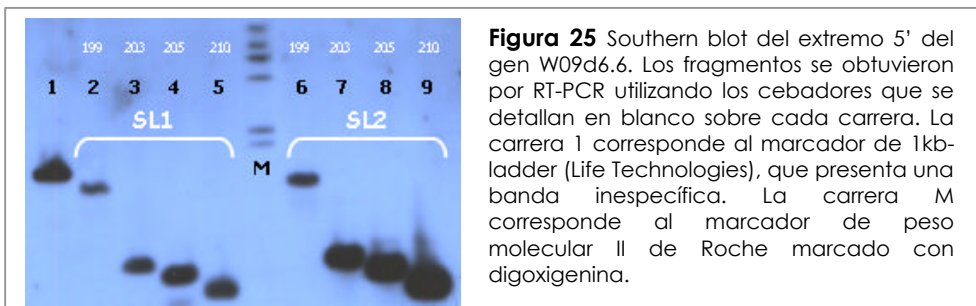 199 203 205 210 199 203 205 210
1 2 3 4 5 6 7 8 9
SL1 SL2
M
Figura 25 Southern blot del extremo 5’ del
gen W09d6.6. Los fragmentos se obtuvieron
por RT-PCR utilizando los cebadores que se
detallan en blanco sobre cada carrera. La
carrera 1 corresponde al marcador de 1kb-
ladder (Life Technologies), que presenta una
banda inespecífica. La carrera M
corresponde al marcador de peso
molecular II de Roche marcado con
digoxigenina.